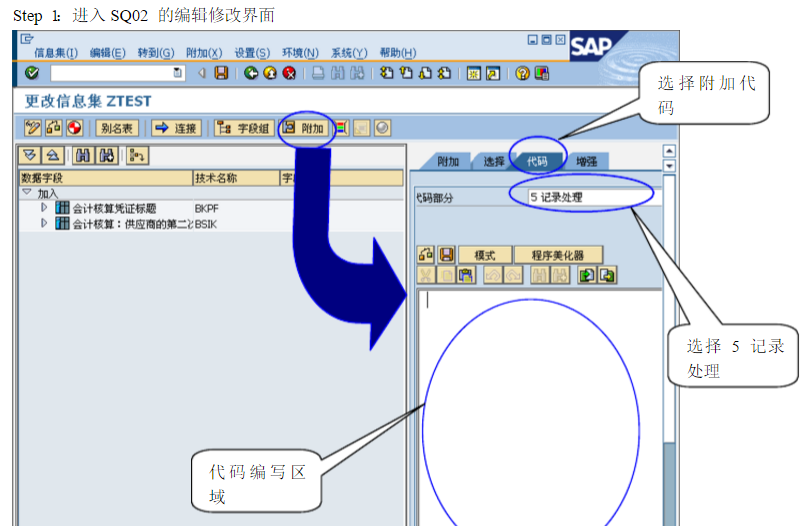 Step 1: 进入 SQ02 的编辑修改界面
信息集(I) 编辑(E) 转到(G) 附加(X) 设置(S) 环境(N) 系统(Y) 帮助(H)
SAP
更改信息集 ZTEST
别名表 连接 字段组 附加
选择附加代
码
附加 选择 代码 增强
数据字段 技术名称
加入
代码部分 5 记录处理
会计核算凭证标题 BKPF
会计核算：供应商的第二 BSIK
模式 程序美化器
选择 5 记录
处理
代码编写区
域